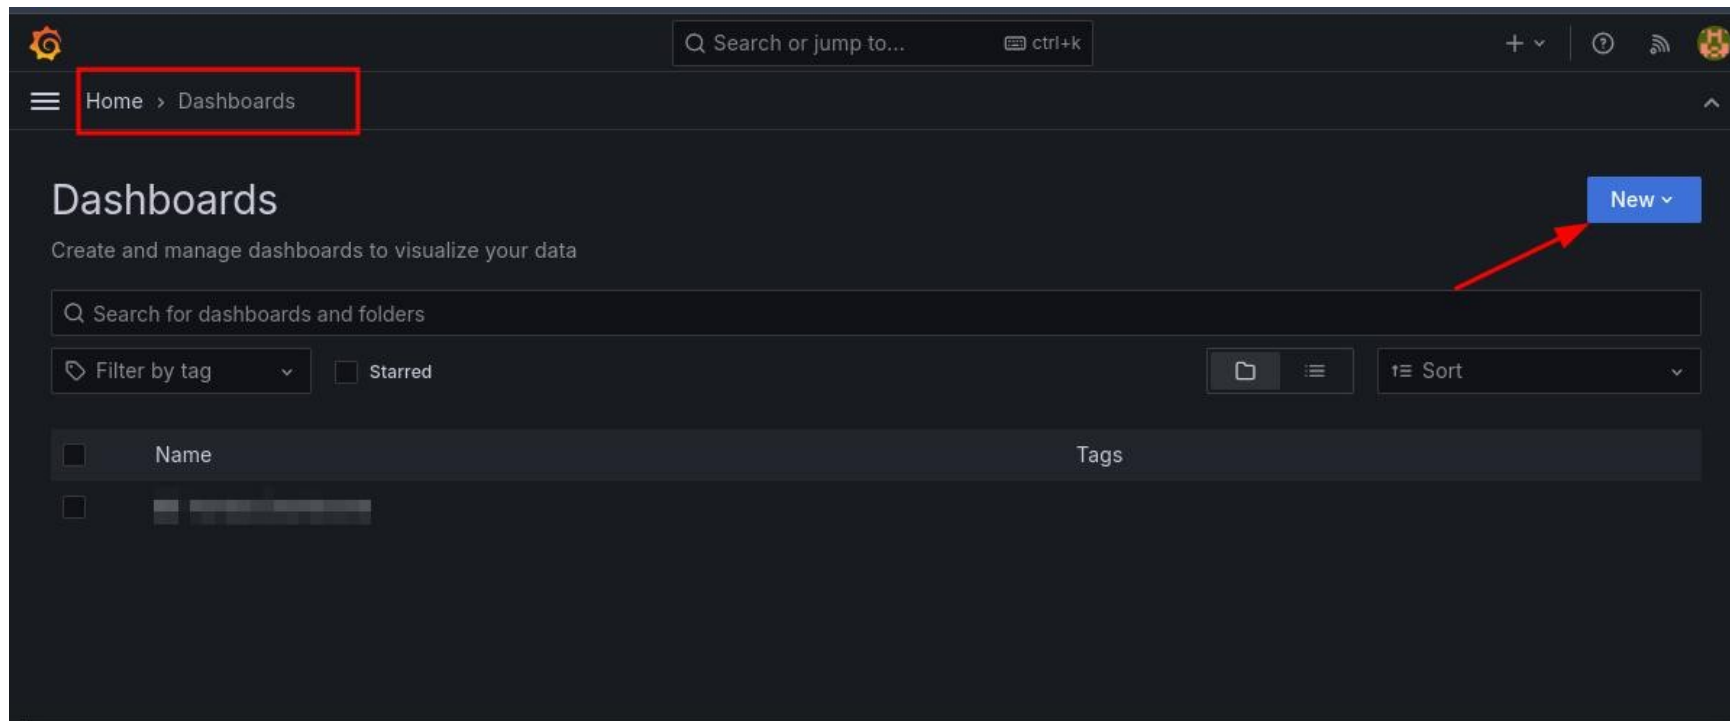 Search or jump to... ctrl+k
Home › Dashboards
Dashboards
New
Create and manage dashboards to visualize your data
Search for dashboards and folders
Filter by tag Starred Sort
Name Tags